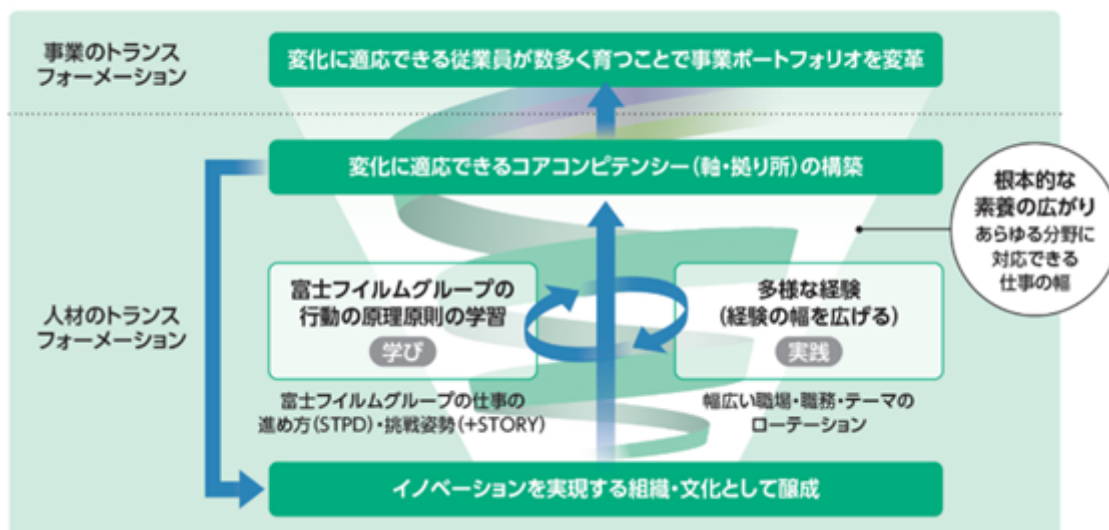 事業のトランス
フォーメーション
変化に適応できる従業員が数多く育つことで事業ポートフォリオを変革
変化に適応できるコアコンピテンシー(軸・拠り所)の構築
根本的な
素養の広がり
あらゆる分野に
対応できる
仕事の幅
人材のトランス
フォーメーション
富士フイルムグループの
行動の原理原則の学習
学び
多様な経験
(経験の幅を広げる)
実践
富士フイルムグループの仕事の
進め方(STPD)・挑戦姿勢(+STORY)
幅広い職場・職務・テーマの
ローテーション
イノベーションを実現する組織・文化として醸成